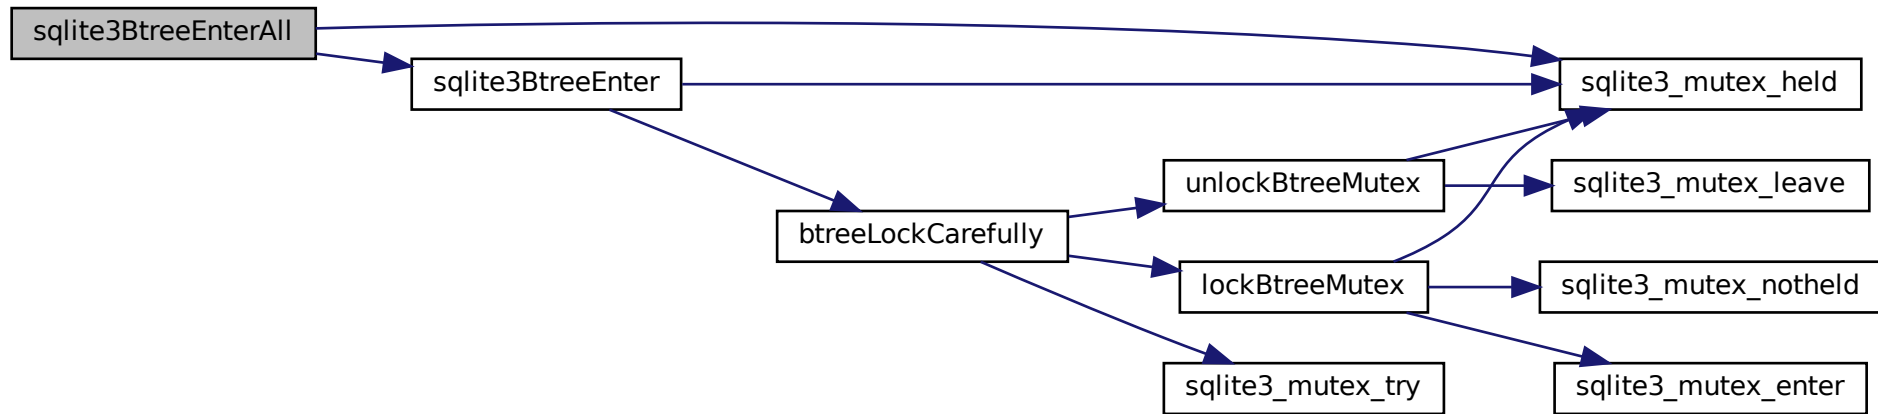 sqlite3BtreeEnterAll
sqlite3BtreeEnter
sqlite3_mutex_held
unlockBtreeMutex
sqlite3_mutex_leave
btreeLockCarefully
lockBtreeMutex
sqlite3_mutex_notheld
sqlite3_mutex_try
sqlite3_mutex_enter